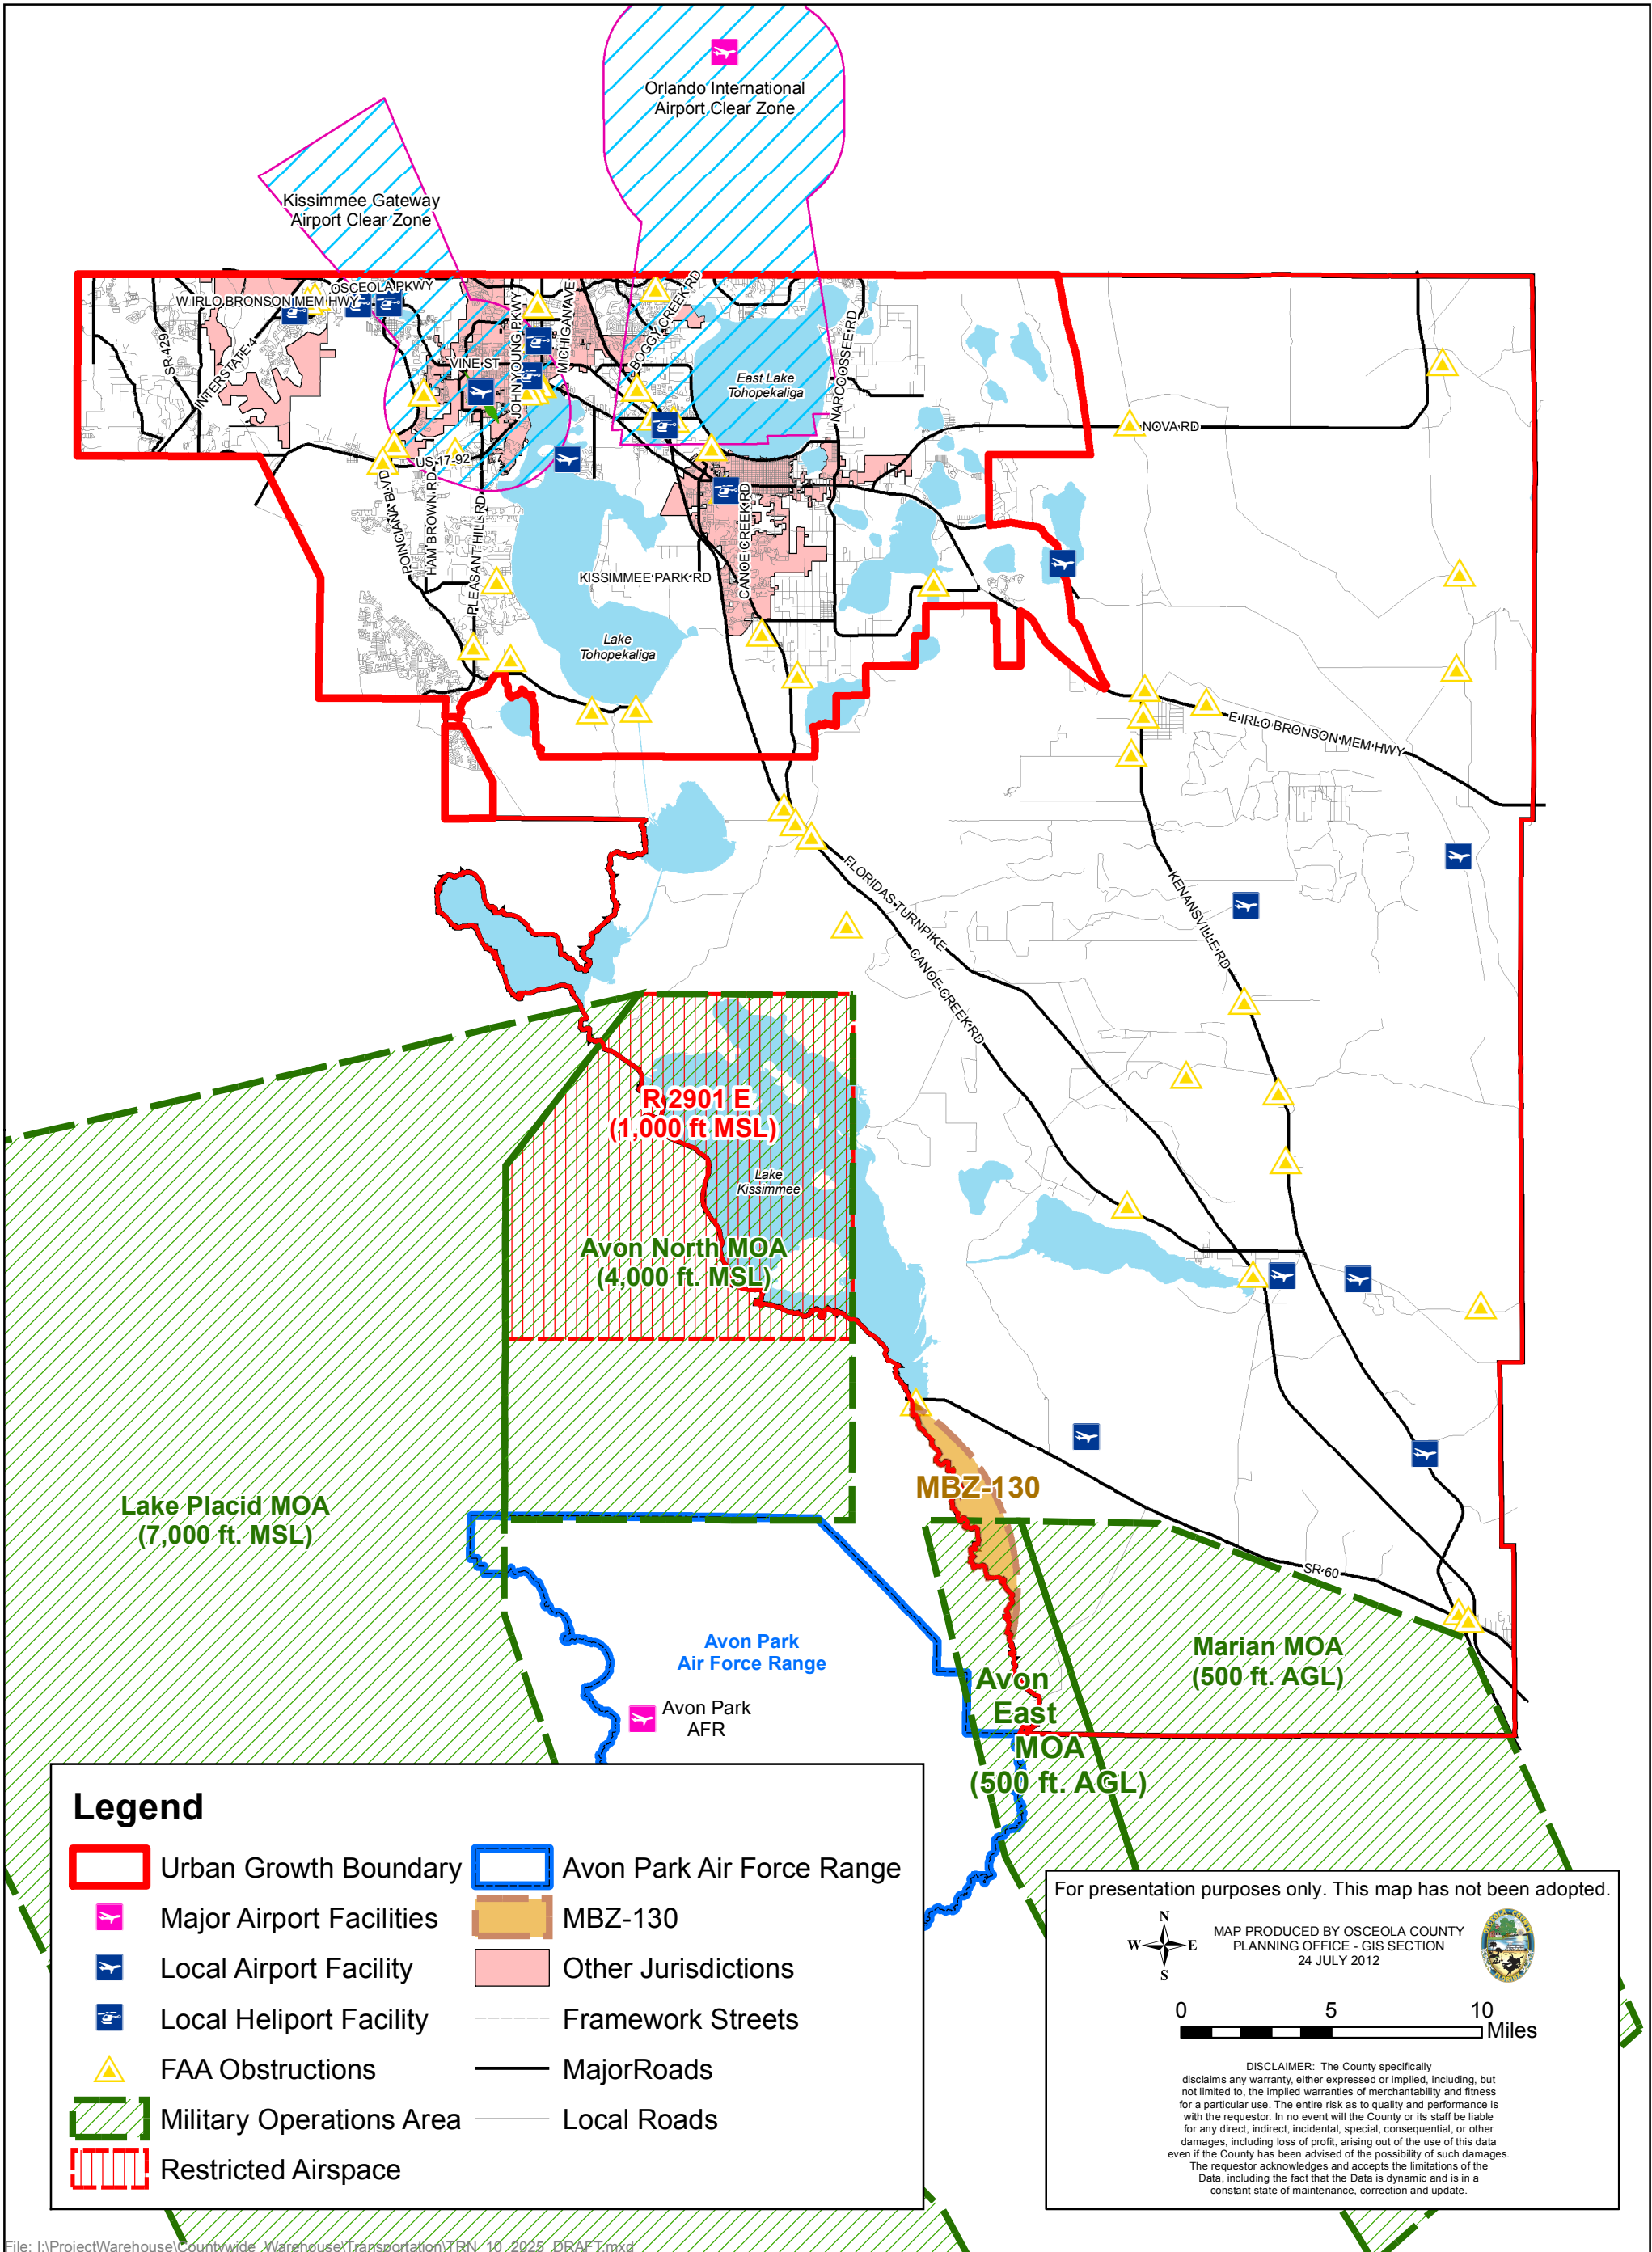 Orlando International
Airport Clear Zone
Kissimmee Gateway
Airport Clear Zone
OSCEOLA PKWY
W IRLO BRONSON MEM HWY
SR 429
INTERSTATE 4
VINE ST
JOHN YOUNG PKWY
MICHIGAN AVE
BOGGY CREEK RD
East Lake
Tohopekaliga
NARCOOSSEE RD
NOVA RD
US 17-92
POINCIANA BLVD
HAM BROWN RD
PLEASANT HILL RD
CANOE CREEK RD
KISSIMMEE PARK RD
Lake
Tohopekaliga
E IRLO BRONSON MEM HWY
FLORIDAS TURNPIKE
KENANSVILLE RD
CANOE CREEK RD
R 2901 E
(1,000 ft MSL)
Lake
Kissimmee
Avon North MOA
(4,000 ft. MSL)
MBZ-130
Lake Placid MOA
(7,000 ft. MSL)
SR 60
Avon Park
Air Force Range
Marian MOA
(500 ft. AGL)
Avon
East
MOA
(500 ft. AGL)
Avon Park
AFR
Legend
Urban Growth Boundary
Major Airport Facilities
Local Airport Facility
Local Heliport Facility
FAA Obstructions
Military Operations Area
Restricted Airspace
Avon Park Air Force Range
MBZ-130
Other Jurisdictions
Framework Streets
MajorRoads
Local Roads
For presentation purposes only. This map has not been adopted.
N
W E
S
MAP PRODUCED BY OSCEOLA COUNTY
PLANNING OFFICE - GIS SECTION
24 JULY 2012
0 5 10
Miles
DISCLAIMER: The County specifically
disclaims any warranty, either expressed or implied, including, but
not limited to, the implied warranties of merchantability and fitness
for a particular use. The entire risk as to quality and performance is
with the requestor. In no event will the County or its staff be liable
for any direct, indirect, incidental, special, consequential, or other
damages, including loss of profit, arising out of the use of this data
even if the County has been advised of the possibility of such damages.
The requestor acknowledges and accepts the limitations of the
Data, including the fact that the Data is dynamic and is in a
constant state of maintenance, correction and update.
File: I:\ProjectWarehouse\Countywide_Warehouse\Transportation\TRN_10_2025_DRAFT.mxd